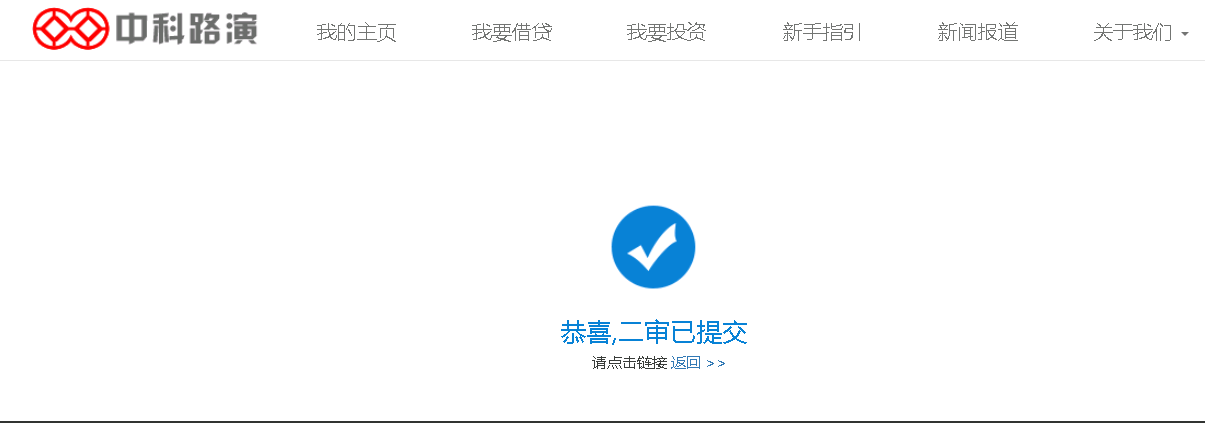 中科路演 我的主页 我要借贷 我要投资 新手指引 新闻报道 关于我们
恭喜,二审已提交
请点击链接 返回 >>